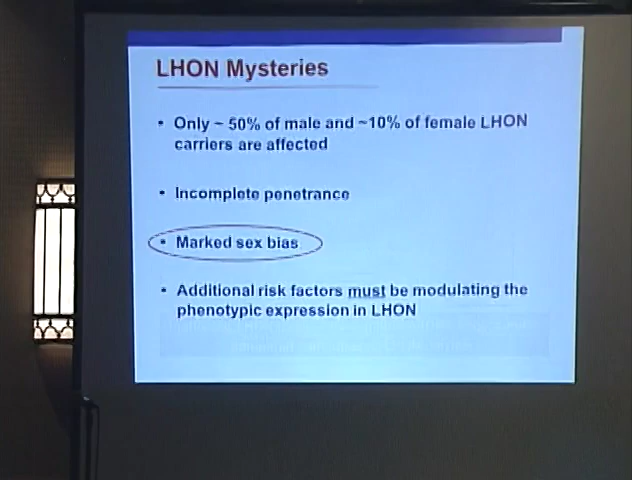 LHON Mysteries
• Only ~ 50% of male and ~10% of female LHON
carriers are affected
• Incomplete penetrance
• Marked sex bias
• Additional risk factors must be modulating the
phenotypic expression in LHON